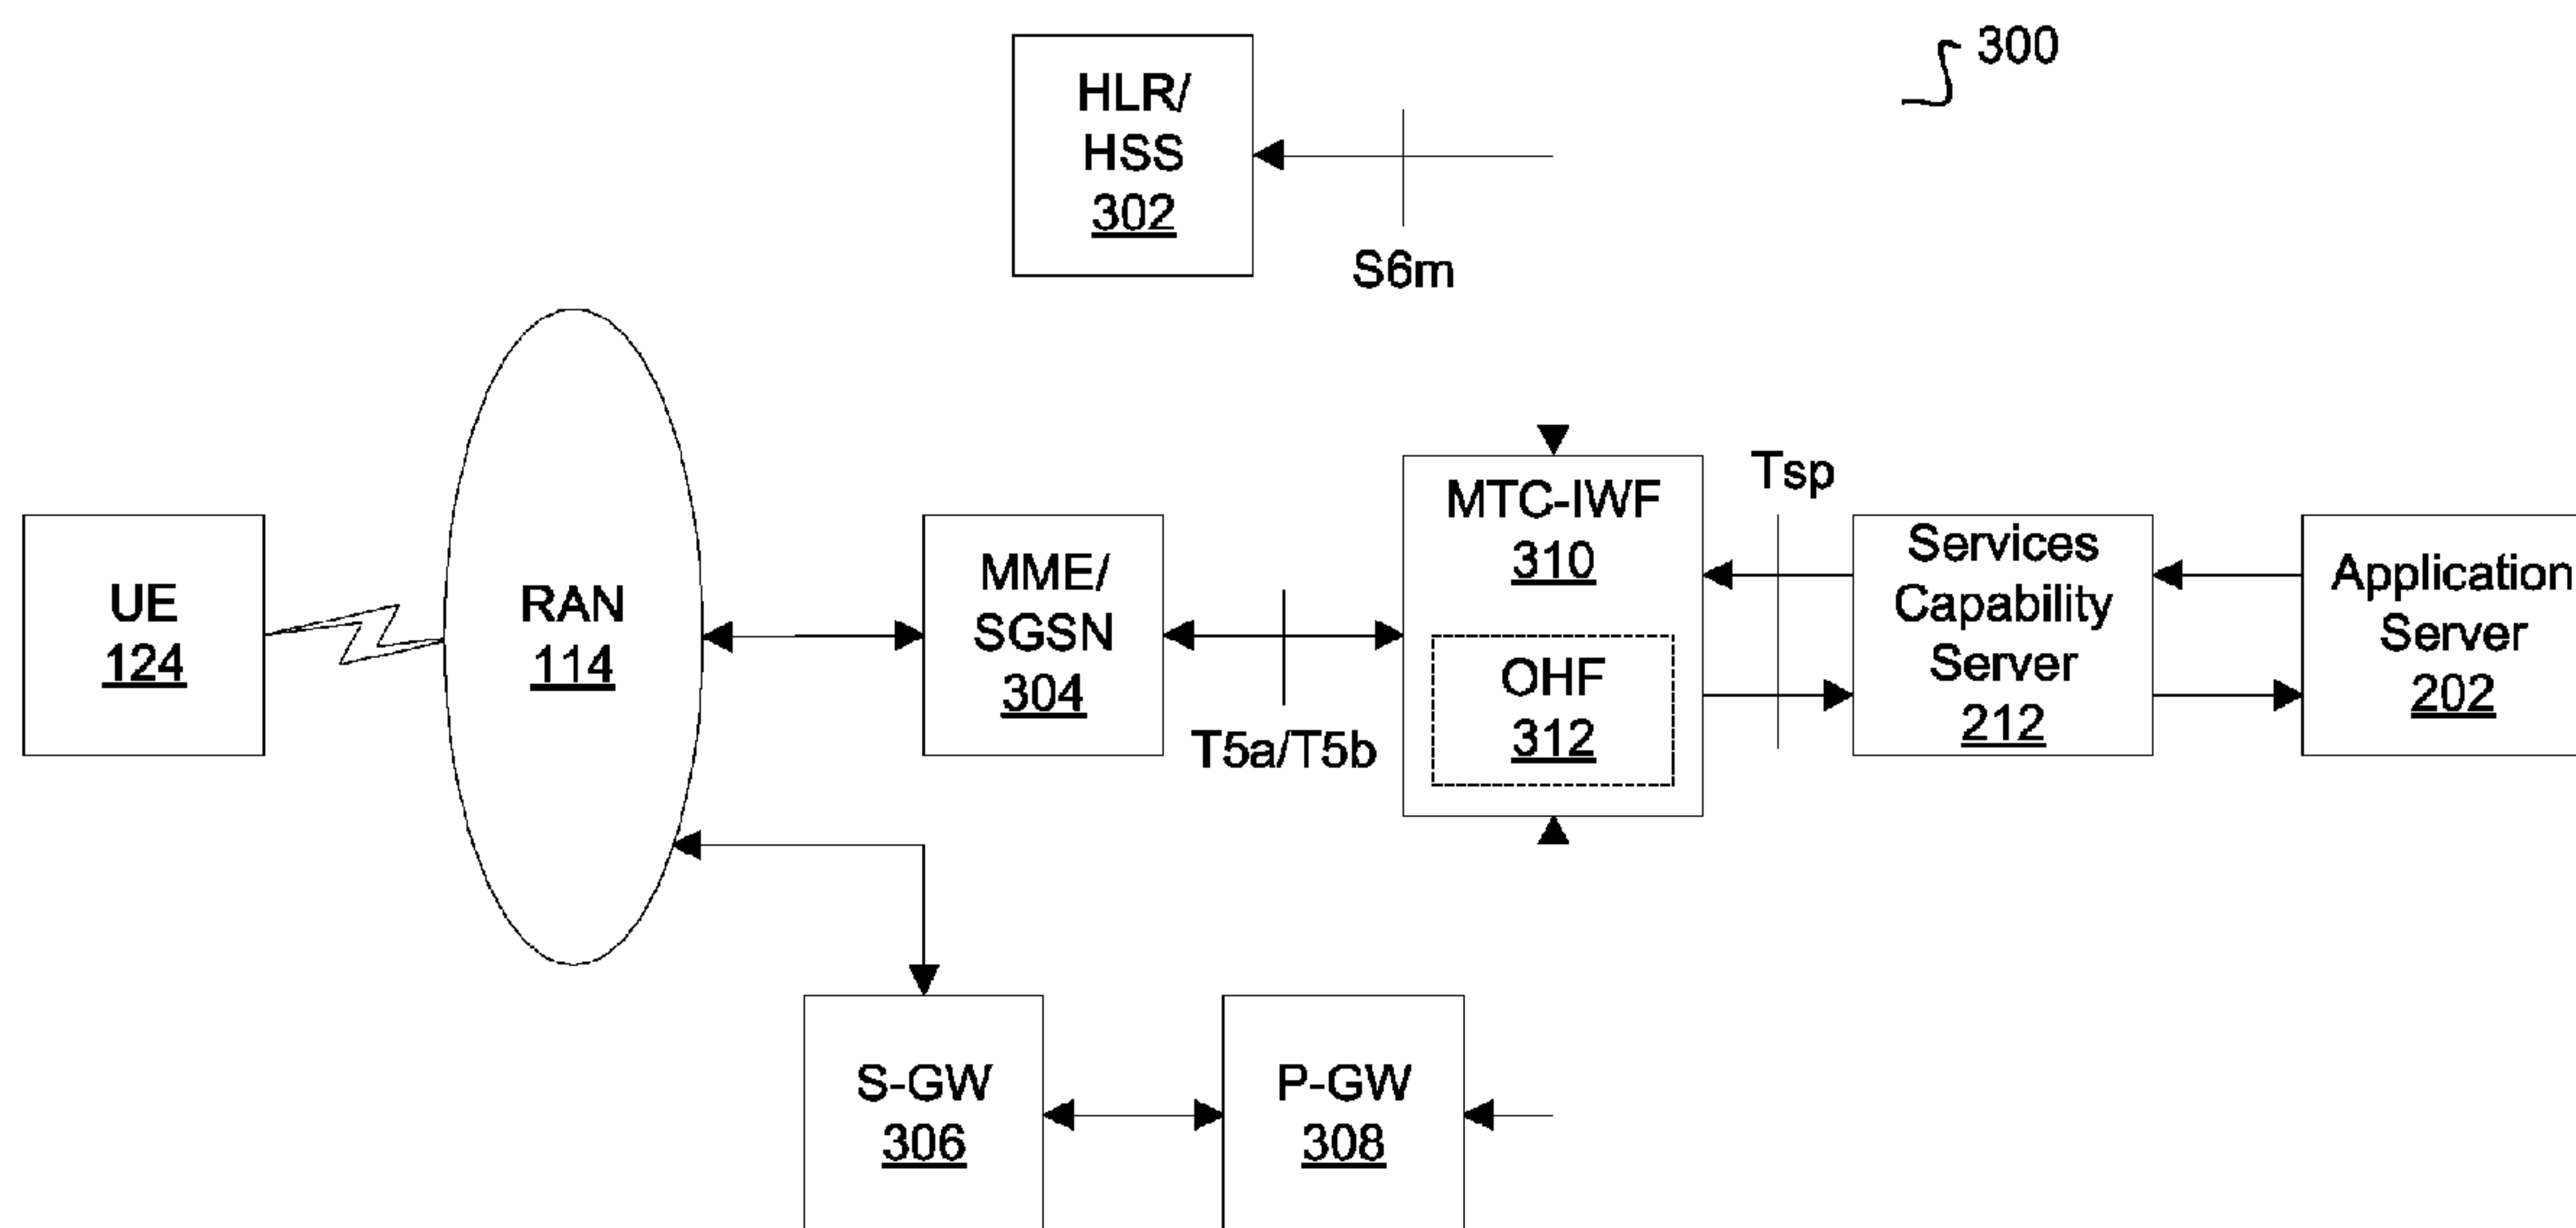 300
HLR/
HSS
302
S6m
UE
124
RAN
114
MME/
SGSN
304
T5a/T5b
MTC-IWF
310
OHF
312
Tsp
Services
Capability
Server
212
Application
Server
202
S-GW
306
P-GW
308